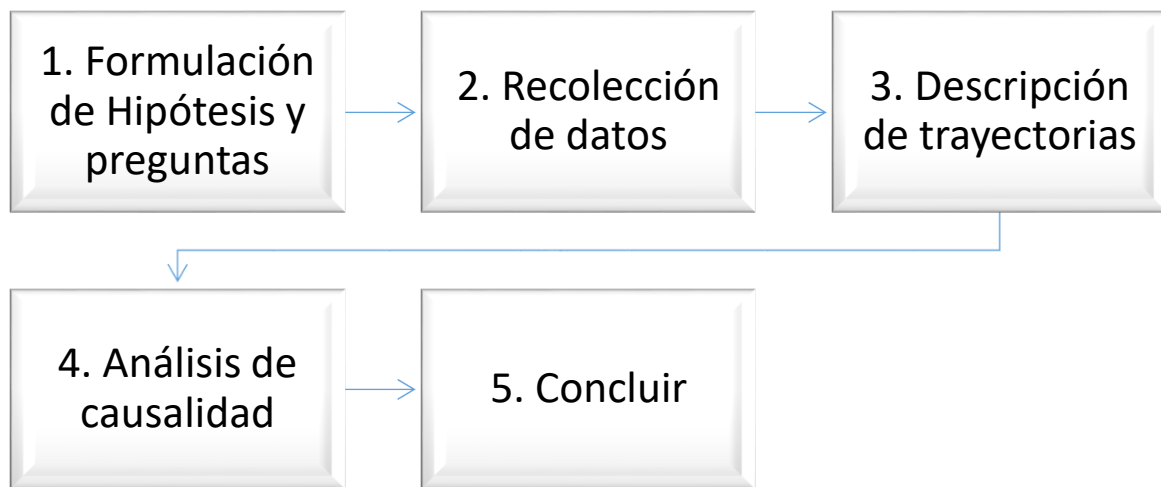 1. Formulación
de Hipótesis y
preguntas
2. Recolección
de datos
3. Descripción
de trayectorias
4. Análisis de
causalidad
5. Concluir